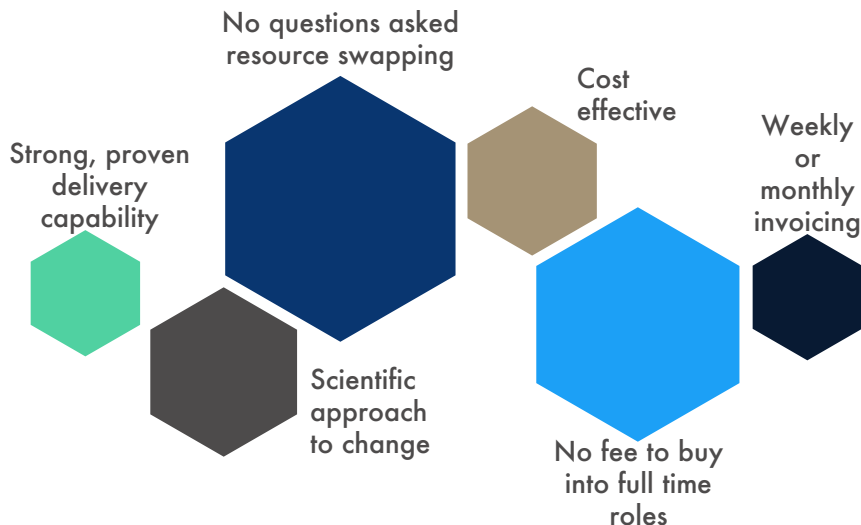 No questions asked
resource swapping
Cost
effective
Weekly
or
monthly
invoicing
Strong, proven
delivery
capability
Scientific
approach
to change
No fee to buy
into full time
roles